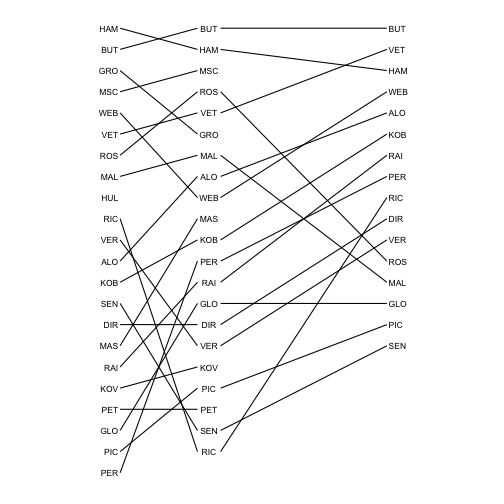 HAM BUT BUT
BUT HAM VET
GRO MSC HAM
MSC ROS WEB
WEB VET ALO
VET GRO KOB
ROS MAL RAI
MAL ALO PER
HUL WEB RIC
RIC MAS DIR
VER KOB VER
ALO PER ROS
KOB RAI MAL
SEN GLO GLO
DIR DIR PIC
MAS VER SEN
RAI KOV
KOV PIC
PET PET
GLO SEN
PIC RIC
PER